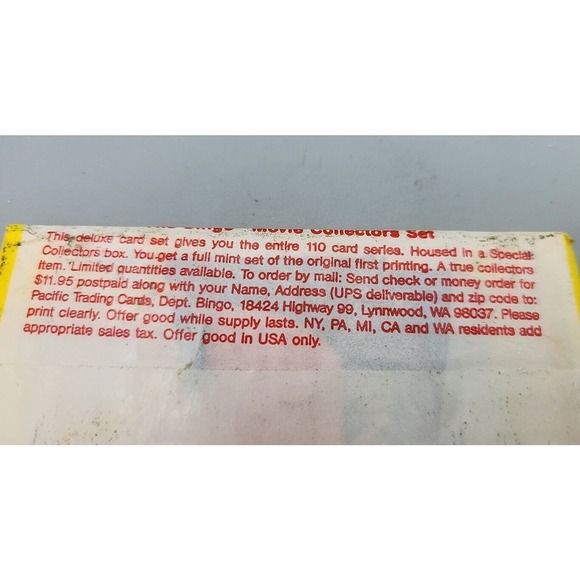 Movie Collectors Set
This deluxe card set gives you the entire 110 card series. Housed in a Special
Collectors box. You get a full mint set of the original first printing. A true collectors
item. Limited quantities available. To order by mail: Send check or money order for
$11.95 postpaid along with your Name, Address (UPS deliverable) and zip code to:
Pacific Trading Cards, Dept. Bingo, 18424 Highway 99, Lynnwood, WA 98037. Please
print clearly. Offer good while supply lasts. NY, PA, MI, CA and WA residents add
appropriate sales tax. Offer good in USA only.